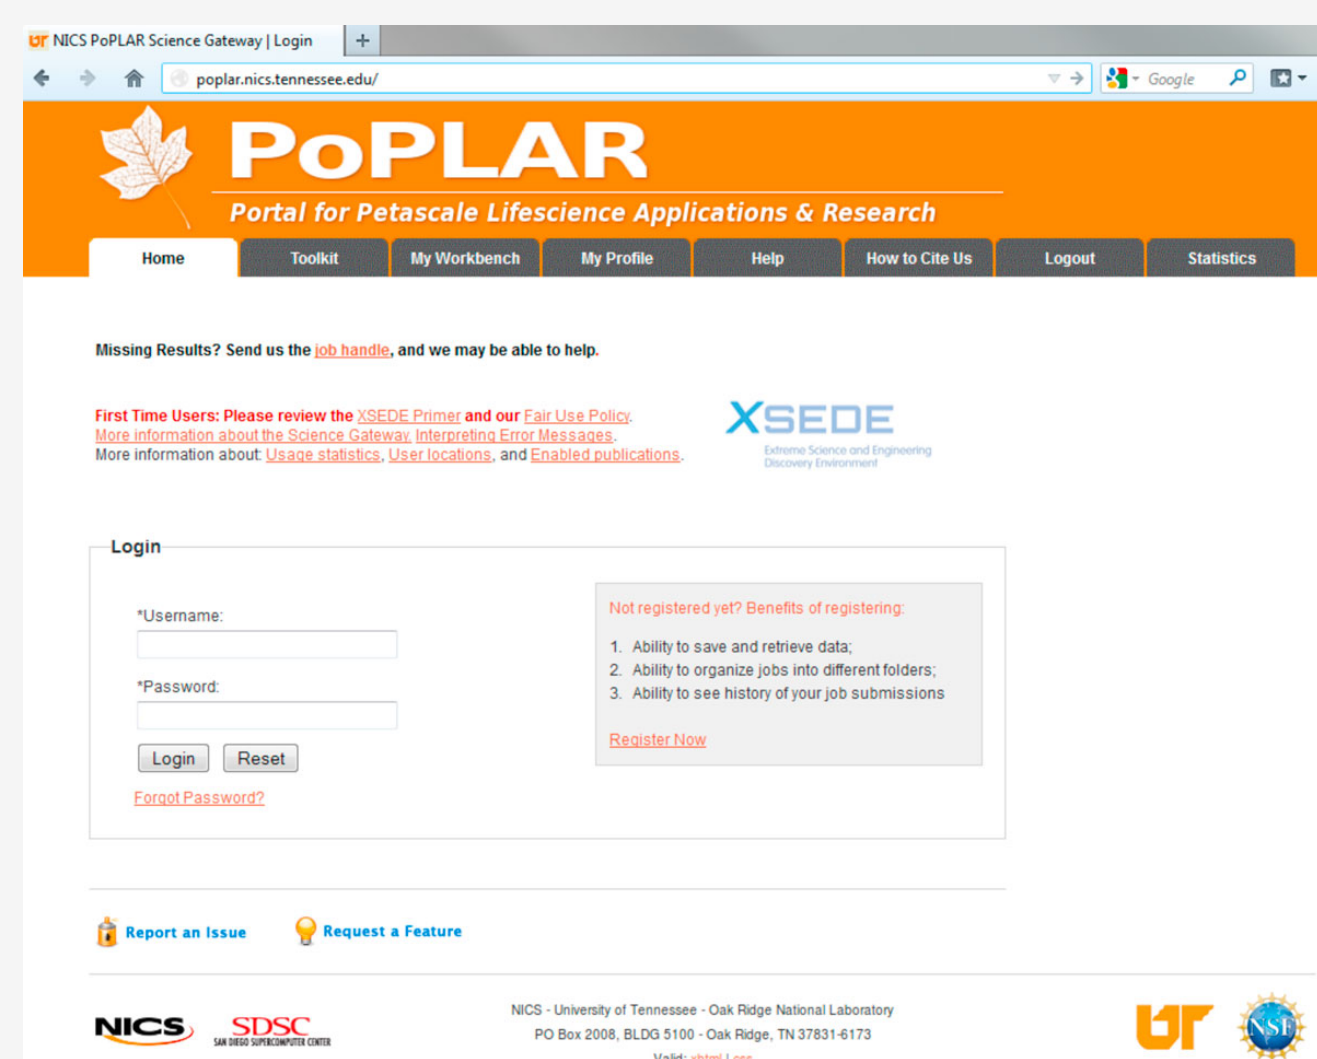 NICS PoPLAR Science Gateway | Login +
poplar.nics.tennessee.edu/ Google
PoPLAR
Portal for Petascale Lifescience Applications & Research
Home Toolkit My Workbench My Profile Help How to Cite Us Logout Statistics
Missing Results? Send us the job handle, and we may be able to help.
First Time Users: Please review the XSEDE Primer and our Fair Use Policy.
More information about the Science Gateway. Interpreting Error Messages.
More information about: Usage statistics, User locations, and Enabled publications.
XSEDE
Extreme Science and Engineering
Discovery Environment
Login
*Username:
*Password:
Login Reset
Forgot Password?
Not registered yet? Benefits of registering:
1. Ability to save and retrieve data;
2. Ability to organize jobs into different folders;
3. Ability to see history of your job submissions
Register Now
Report an Issue Request a Feature
NICS
SDSC
SAN DIEGO SUPERCOMPUTER CENTER
NICS - University of Tennessee - Oak Ridge National Laboratory
PO Box 2008, BLDG 5100 - Oak Ridge, TN 37831-6173
Valid: xhtml | css
UT
NSF